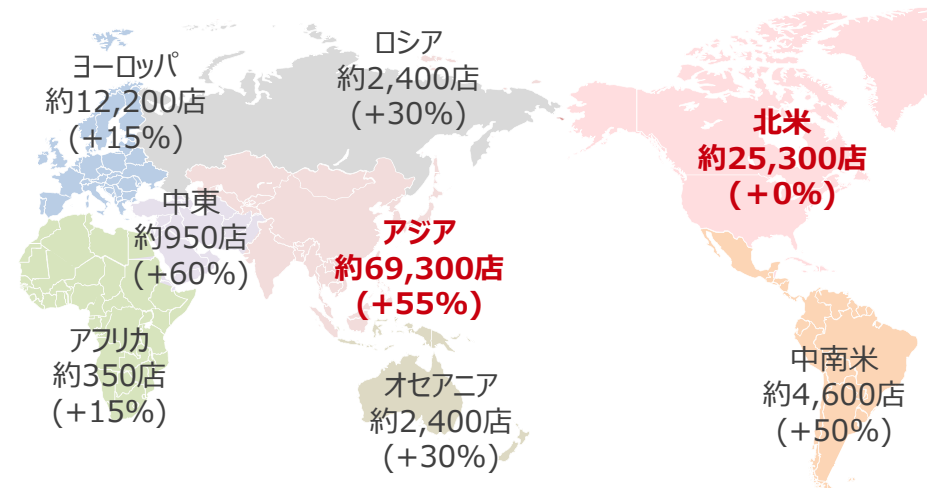 ヨーロッパ
約12,200店
(+15%)
ロシア
約2,400店
(+30%)
北米
約25,300店
(＋0%)
中東
約950店
(+60%)
アジア
約69,300店
(+55%)
アフリカ
約350店
(+15%)
オセアニア
約2,400店
(+30%)
中南米
約4,600店
(+50%)